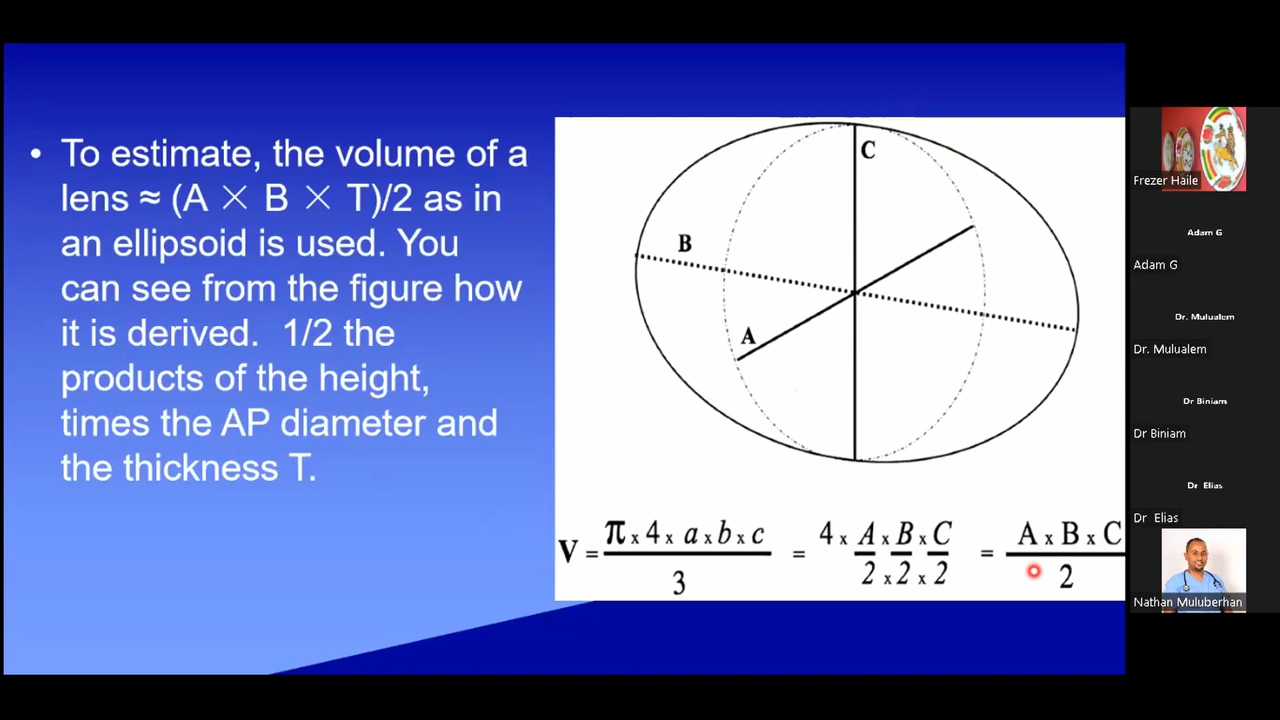 • To estimate, the volume of a
lens ≈ (A × B × T)/2 as in
an ellipsoid is used. You
can see from the figure how
it is derived.  1/2 the
products of the height,
times the AP diameter and
the thickness T.
C
B
A
V = π x 4 x a x b x c / 3 = 4 x A/2 x B/2 x C/2 = A x B x C / 2
Frezer Haile
Adam G
Adam G
Dr. Mulualem
Dr. Mulualem
Dr Biniam
Dr Biniam
Dr Elias
Dr Elias
Nathan Muluberhan